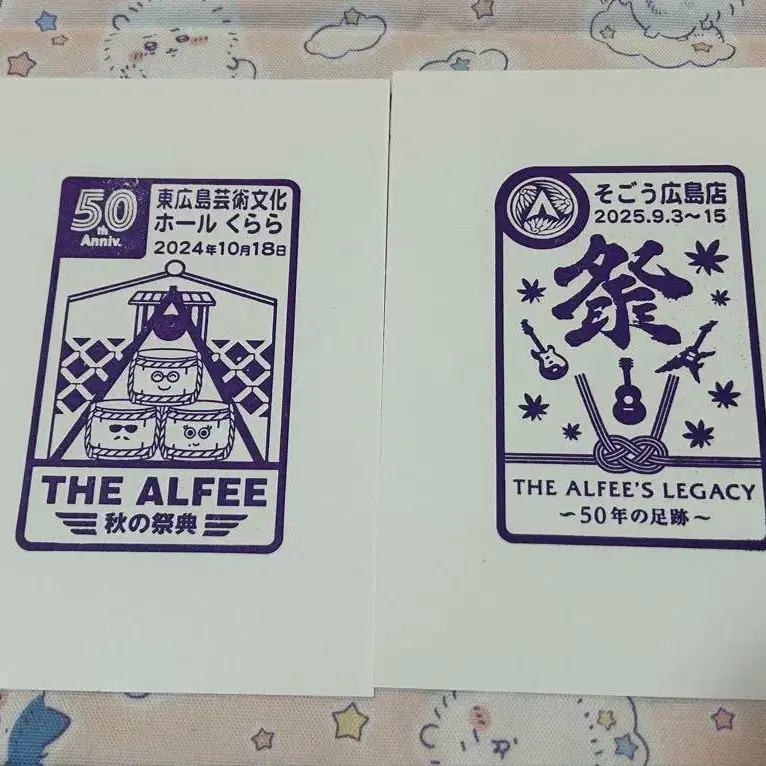 50
th
Anniv.
東広島芸術文化
ホール くらら
2024年10月18日
THE ALFEE
秋の祭典
そごう広島店
2025.9.3〜15
祭
THE ALFEE'S LEGACY
〜50年の足跡〜